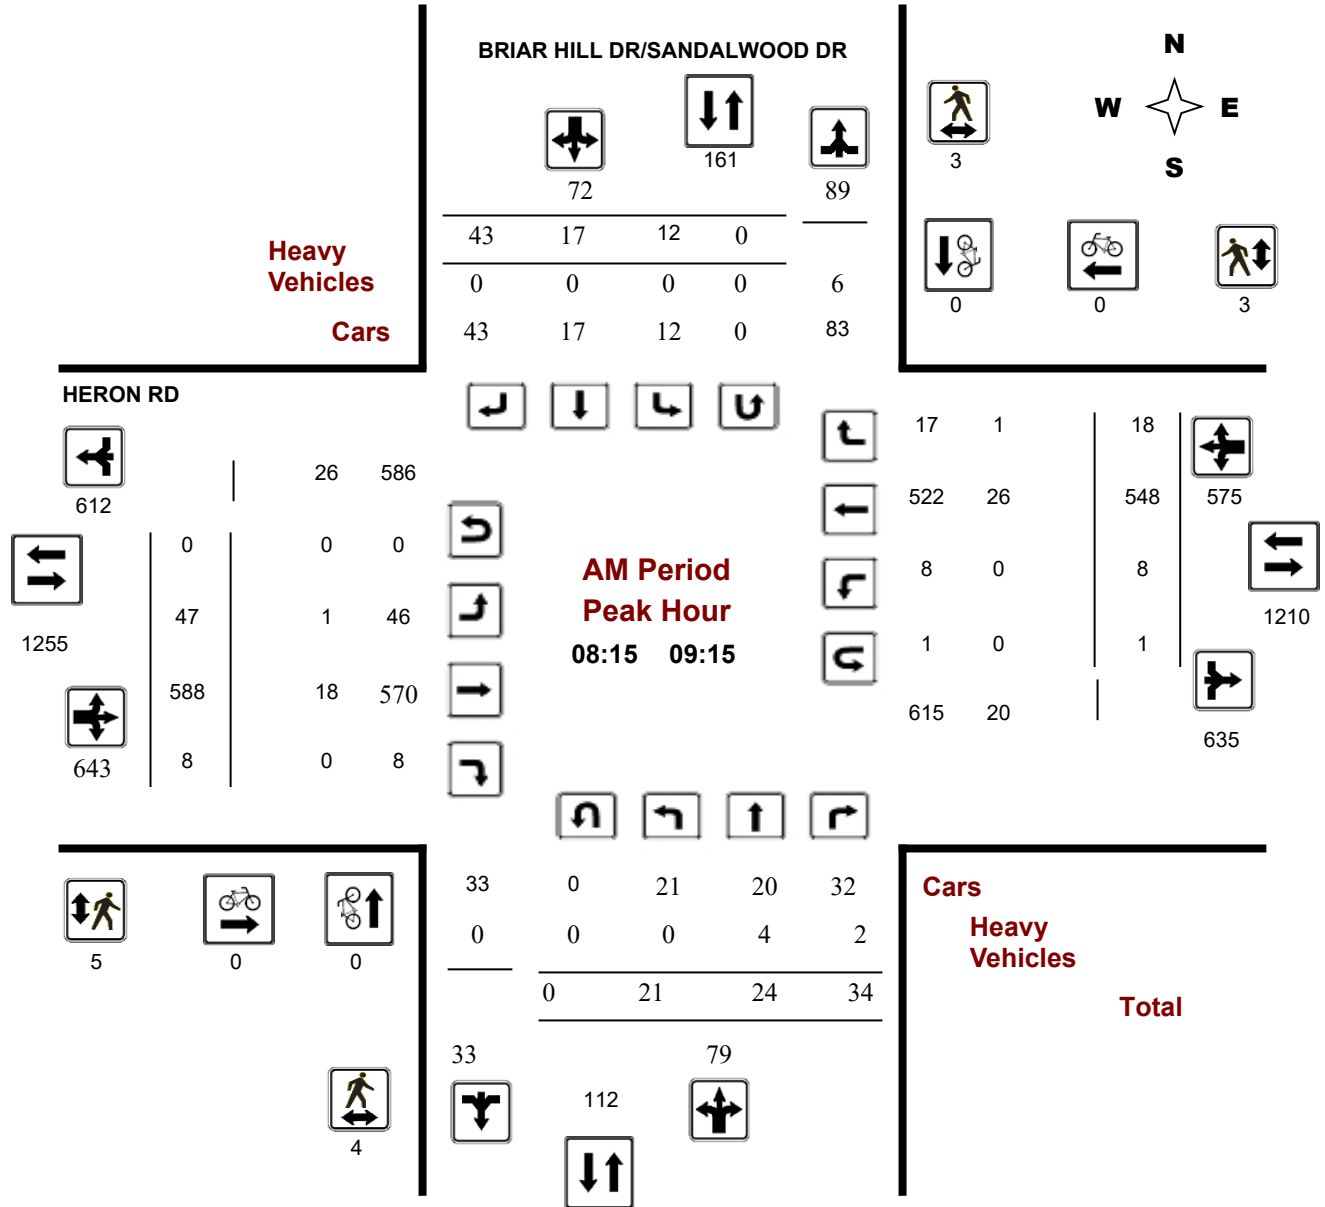 BRIAR HILL DR/SANDALWOOD DR
N
W E
S
161
3
72 89
43 17 12 0
Heavy
Vehicles
0 0 0 0 6
0 0 3
Cars
43 17 12 0 83
HERON RD
17 1 18
26 586
612
522 26 548 575
0 0 0
AM Period
8 0 8
47 1 46
Peak Hour
1210
1255
08:15 09:15
1 0 1
588 18 570
615 20
635
643 8 0 8
33 0 21 20 32
Cars
0 0 0 4 2
Heavy
Vehicles
5 0 0
0 21 24 34
Total
33 79
112
4